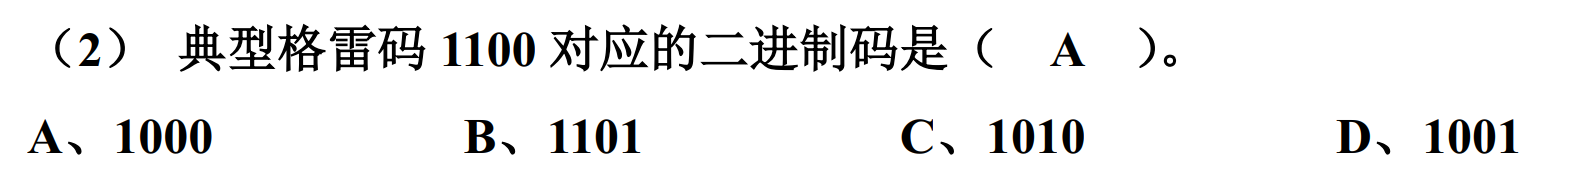 （2） 典型格雷码 1100 对应的二进制码是（ A ）。
A、1000 B、1101 C、1010 D、1001